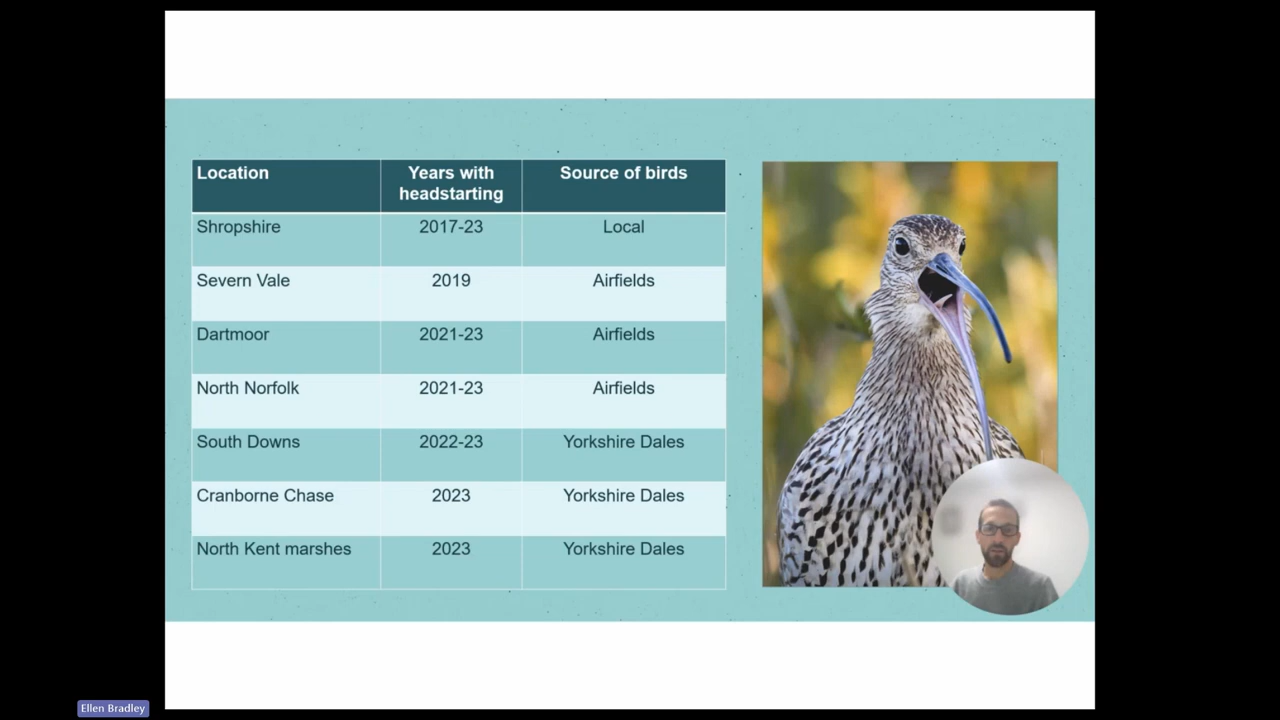 Location Years with headstarting Source of birds
Shropshire 2017-23 Local
Severn Vale 2019 Airfields
Dartmoor 2021-23 Airfields
North Norfolk 2021-23 Airfields
South Downs 2022-23 Yorkshire Dales
Cranborne Chase 2023 Yorkshire Dales
North Kent marshes 2023 Yorkshire Dales
Ellen Bradley